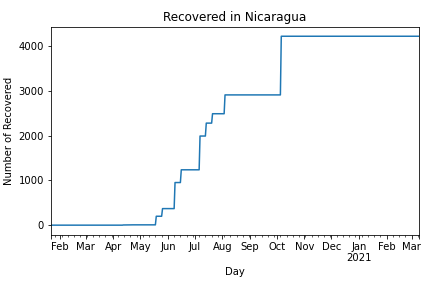 Recovered in Nicaragua
Number of Recovered
4000
3000
2000
1000
0
Feb Mar Apr May Jun Jul Aug Sep Oct Nov Dec Jan Feb Mar
2021
Day